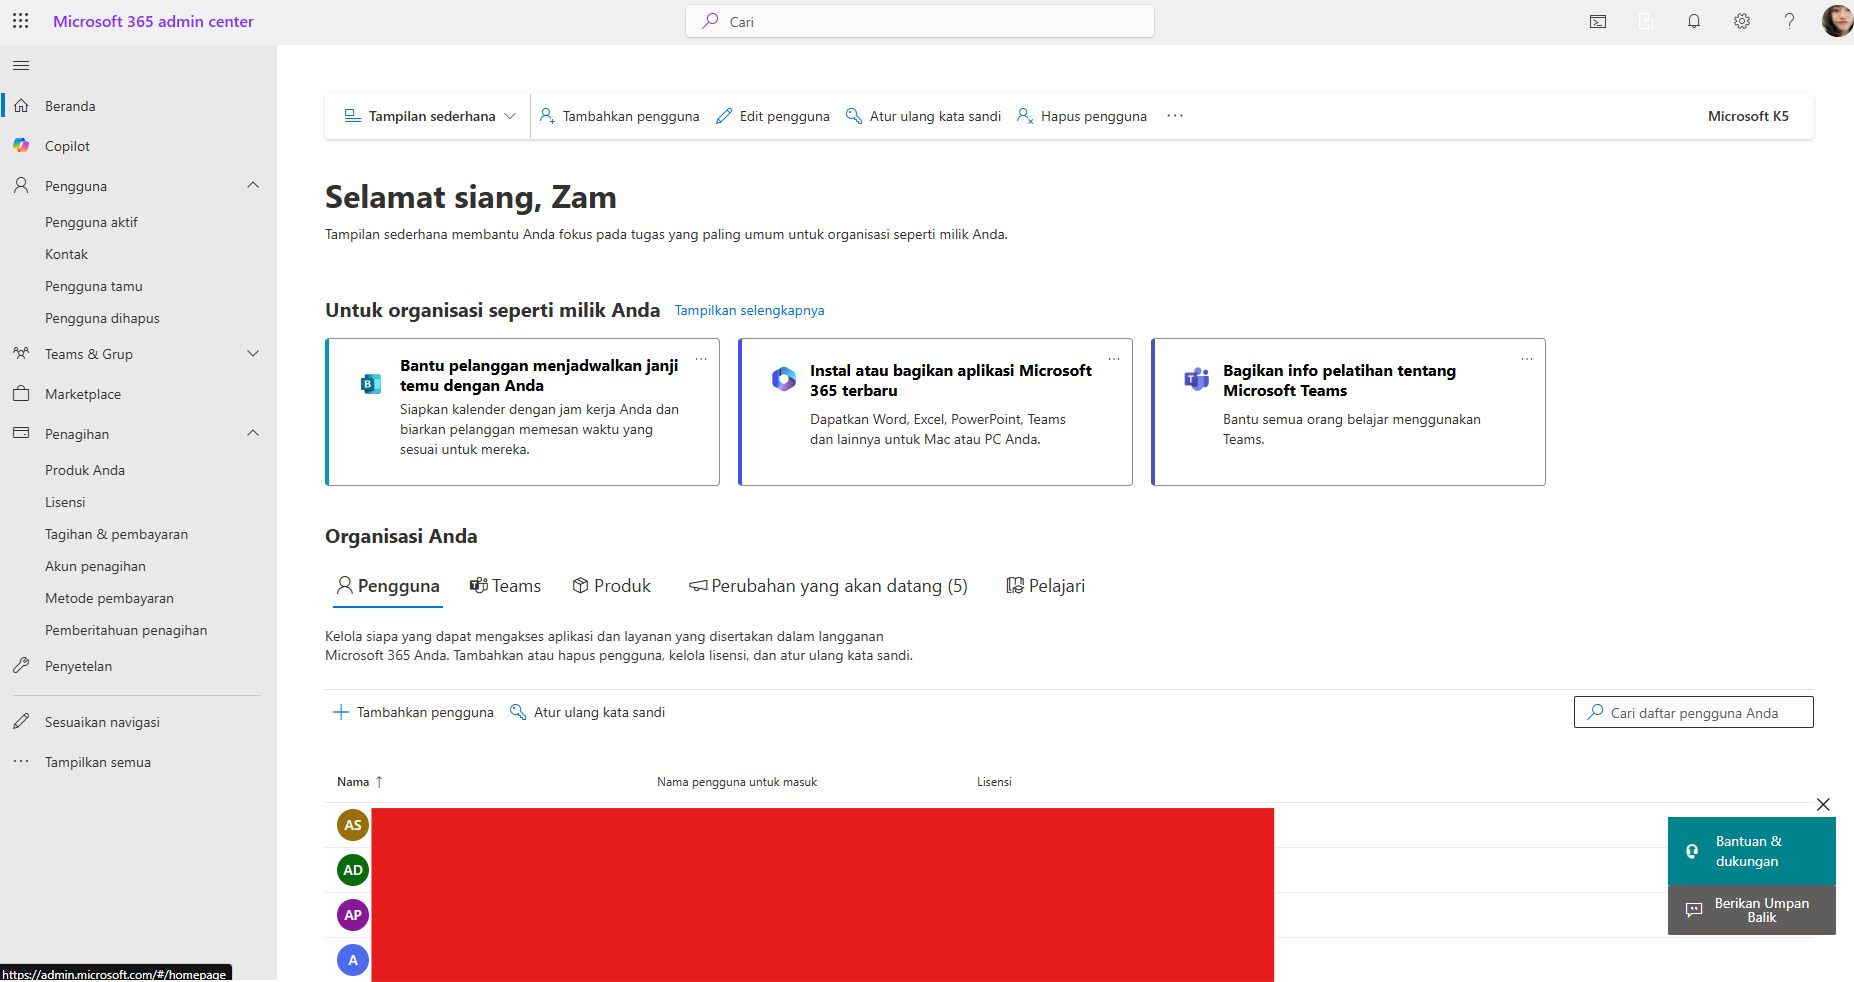 Microsoft 365 admin center
Cari
Beranda
Copilot
Pengguna
Pengguna aktif
Kontak
Pengguna tamu
Pengguna dihapus
Teams & Grup
Marketplace
Penagihan
Produk Anda
Lisensi
Tagihan & pembayaran
Akun penagihan
Metode pembayaran
Pemberitahuan penagihan
Penyetelan
Sesuaikan navigasi
Tampilkan semua
https://admin.microsoft.com/#/homepage
Tampilan sederhana
Tambahkan pengguna
Edit pengguna
Atur ulang kata sandi
Hapus pengguna
Microsoft K5
Selamat siang, Zam
Tampilan sederhana membantu Anda fokus pada tugas yang paling umum untuk organisasi seperti milik Anda.
Untuk organisasi seperti milik Anda
Tampilkan selengkapnya
Bantu pelanggan menjadwalkan janji
temu dengan Anda
Siapkan kalender dengan jam kerja Anda dan
biarkan pelanggan memesan waktu yang
sesuai untuk mereka.
Instal atau bagikan aplikasi Microsoft
365 terbaru
Dapatkan Word, Excel, PowerPoint, Teams
dan lainnya untuk Mac atau PC Anda.
Bagikan info pelatihan tentang
Microsoft Teams
Bantu semua orang belajar menggunakan
Teams.
Organisasi Anda
Pengguna
Teams
Produk
Perubahan yang akan datang (5)
Pelajari
Kelola siapa yang dapat mengakses aplikasi dan layanan yang disertakan dalam langganan
Microsoft 365 Anda. Tambahkan atau hapus pengguna, kelola lisensi, dan atur ulang kata sandi.
Tambahkan pengguna
Atur ulang kata sandi
Cari daftar pengguna Anda
Nama
Nama pengguna untuk masuk
Lisensi
AS
AD
AP
A
Bantuan &
dukungan
Berikan Umpan
Balik